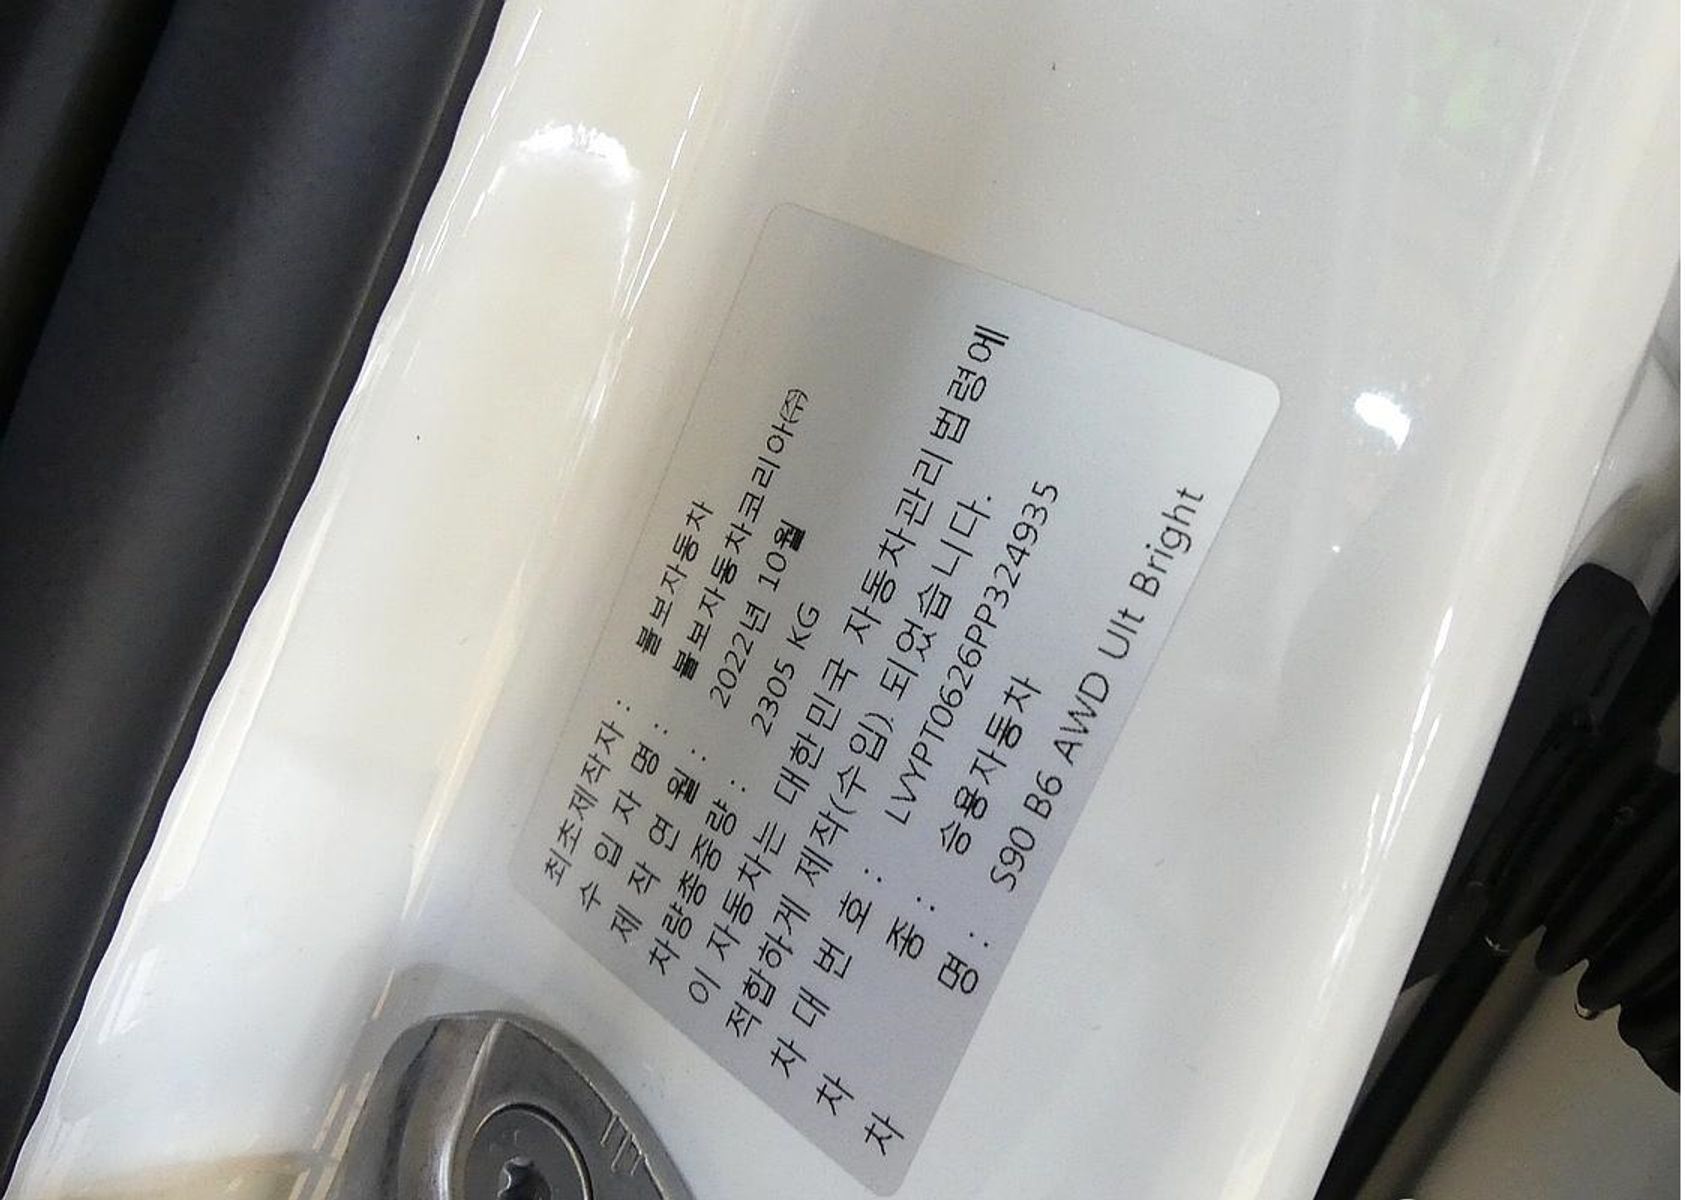 최초제작자 : 볼보자동차
수 입 자 명 : 볼보자동차코리아㈜
제 작 연 월 : 2022년 10월
차량총중량 : 2305 KG
이 자동차는 대한민국 자동차관리법령에
적합하게 제작(수입). 되었습니다.
차 대 번 호 : LVYPT0626PP324935
차 종 : 승용자동차
차 명 : S90 B6 AWD Ult Bright